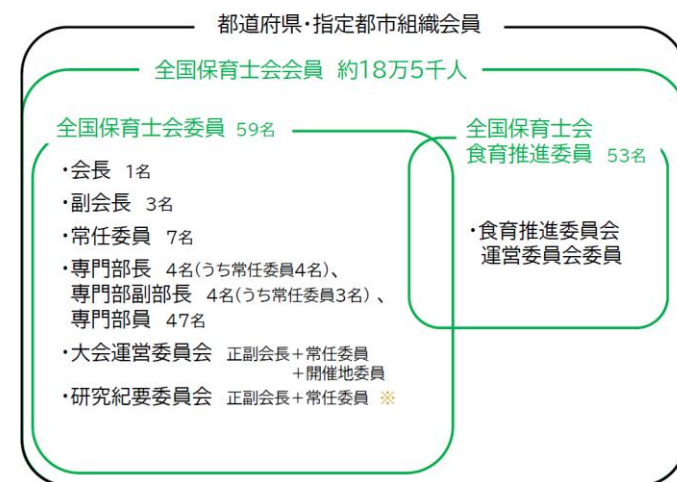 都道府県・指定都市組織会員
全国保育士会会員 約18万5千人
全国保育士会委員 59名
・会長 1名
・副会長 3名
・常任委員 7名
・専門部長 4名(うち常任委員4名)、
専門部副部長 4名(うち常任委員3名)、
専門部員 47名
・大会運営委員会 正副会長＋常任委員
＋開催地委員
・研究紀要委員会 正副会長＋常任委員 ※
全国保育士会
食育推進委員 53名
・食育推進委員会
運営委員会委員